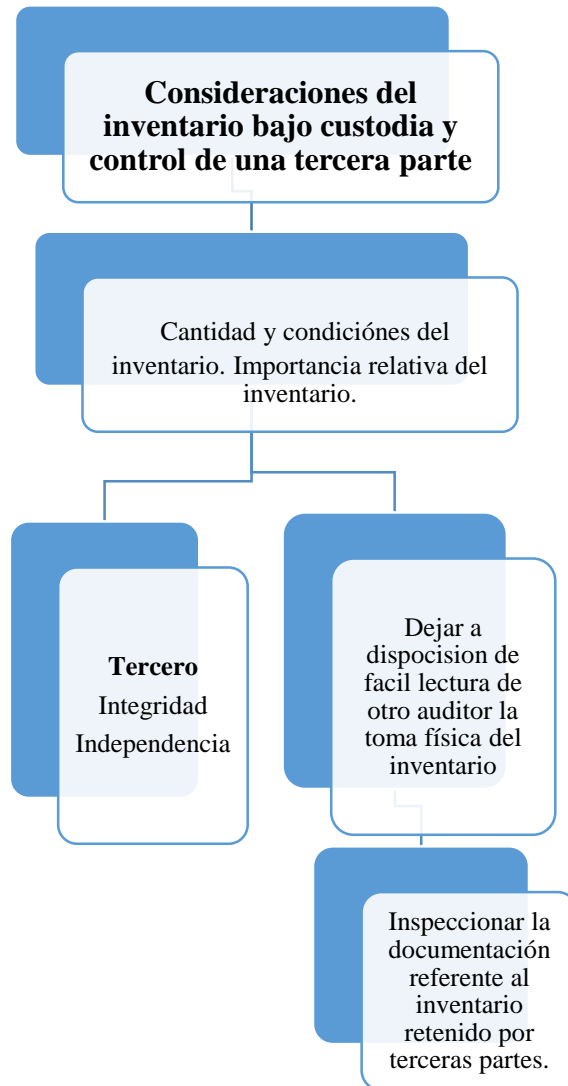 Consideraciones del
inventario bajo custodia y
control de una tercera parte
Cantidad y condiciónes del
inventario. Importancia relativa del
inventario.
Tercero
Integridad
Independencia
Dejar a
dispocision de
facil lectura de
otro auditor la
toma física del
inventario
Inspeccionar la
documentación
referente al
inventario
retenido por
terceras partes.